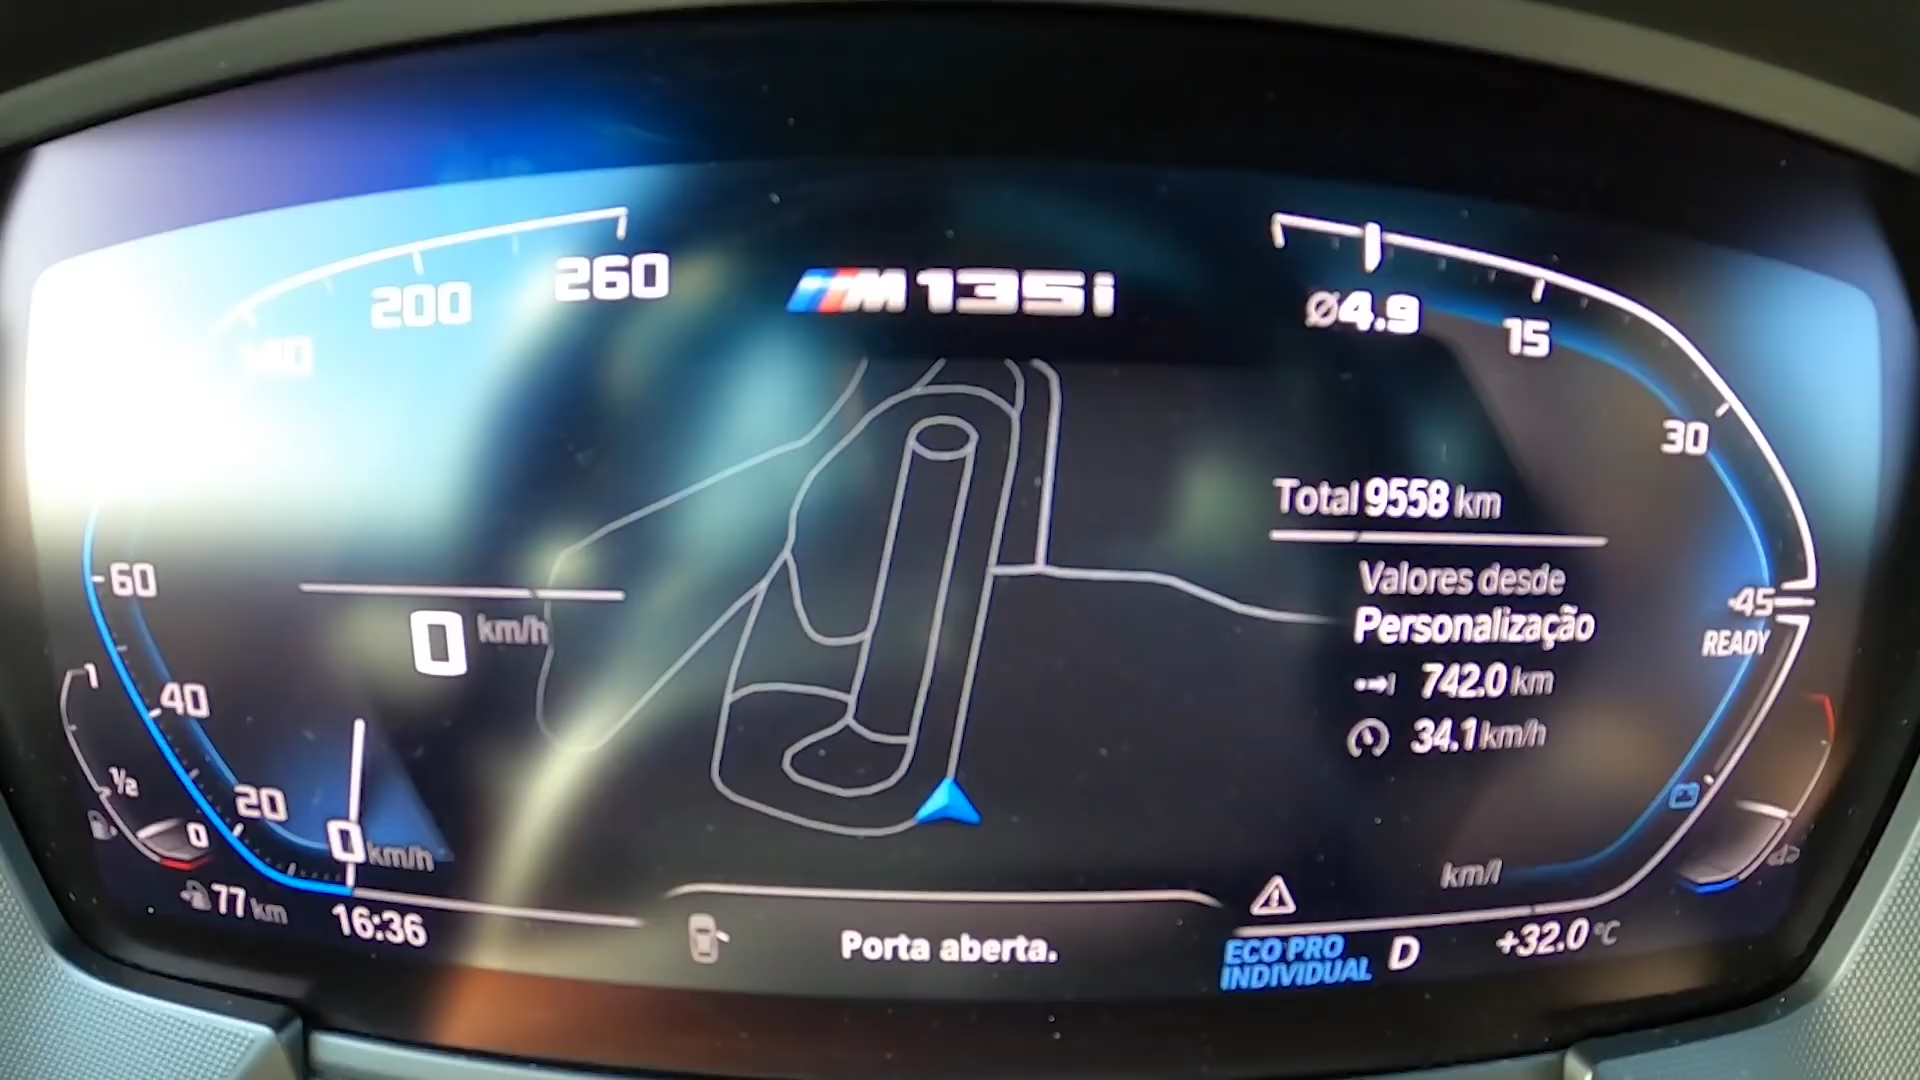 M135i
260
200
140
60
40
20
0 km/h
0 km/h
1
1/2
0
77 km
16:36
Ø4.9
15
30
45
READY
Total 9558 km
Valores desde
Personalização
742.0 km
34.1 km/h
km/l
Porta aberta.
ECO PRO
INDIVIDUAL
D
+32.0 °C